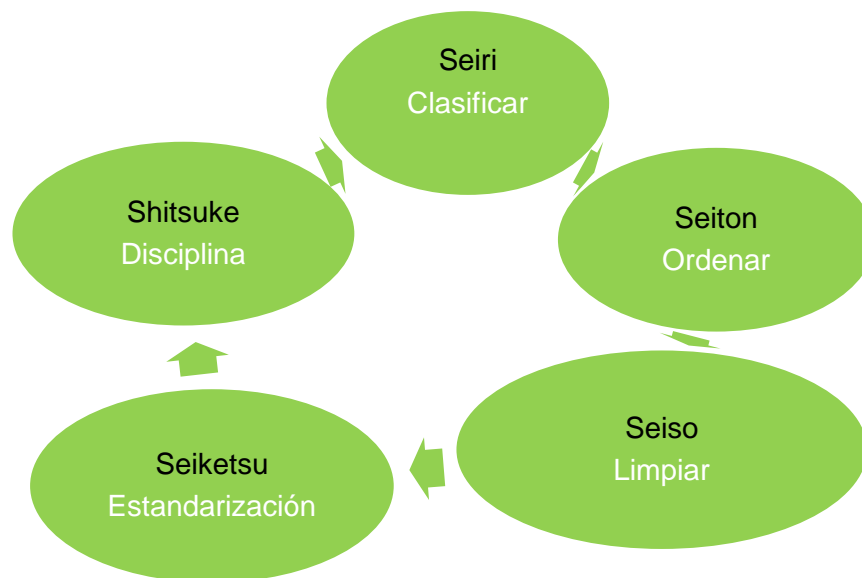 Seiri
Clasificar
Seiton
Ordenar
Seiso
Limpiar
Seiketsu
Estandarización
Shitsuke
Disciplina